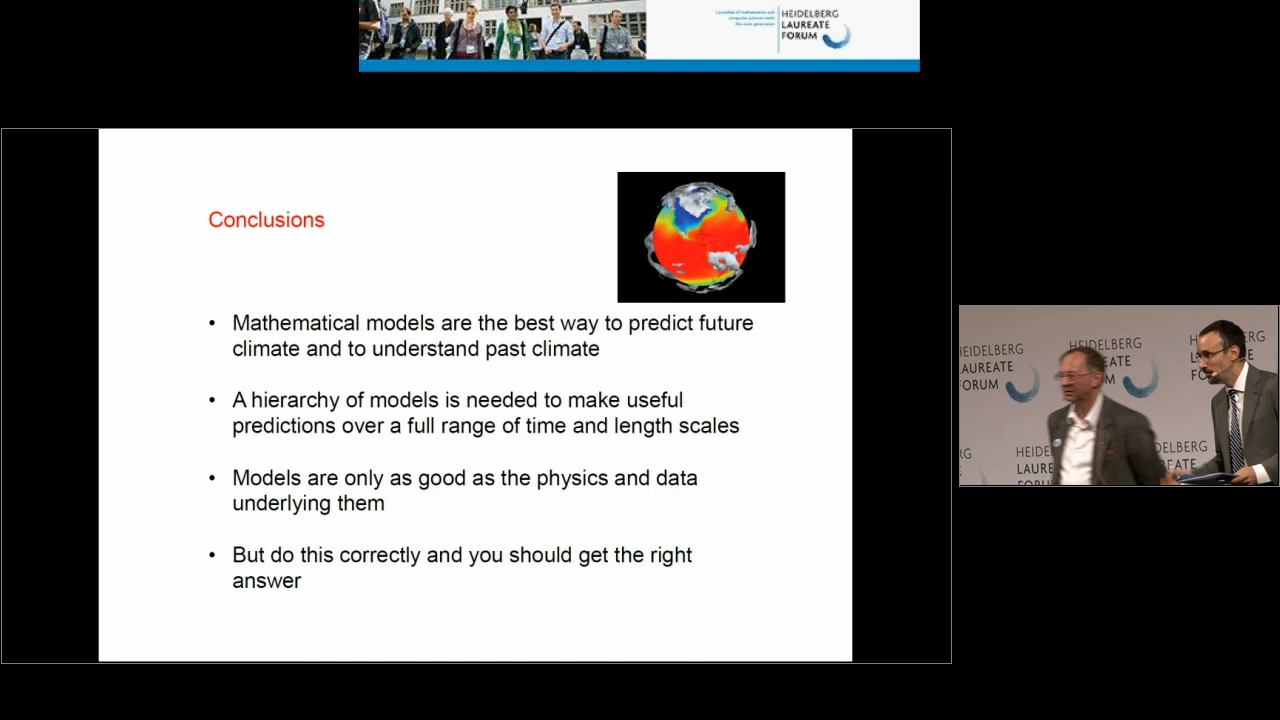 HEIDELBERG
LAUREATE
FORUM
Conclusions
• Mathematical models are the best way to predict future
climate and to understand past climate
• A hierarchy of models is needed to make useful
predictions over a full range of time and length scales
• Models are only as good as the physics and data
underlying them
• But do this correctly and you should get the right
answer
HEIDELBERG
LAUREATE
FORUM